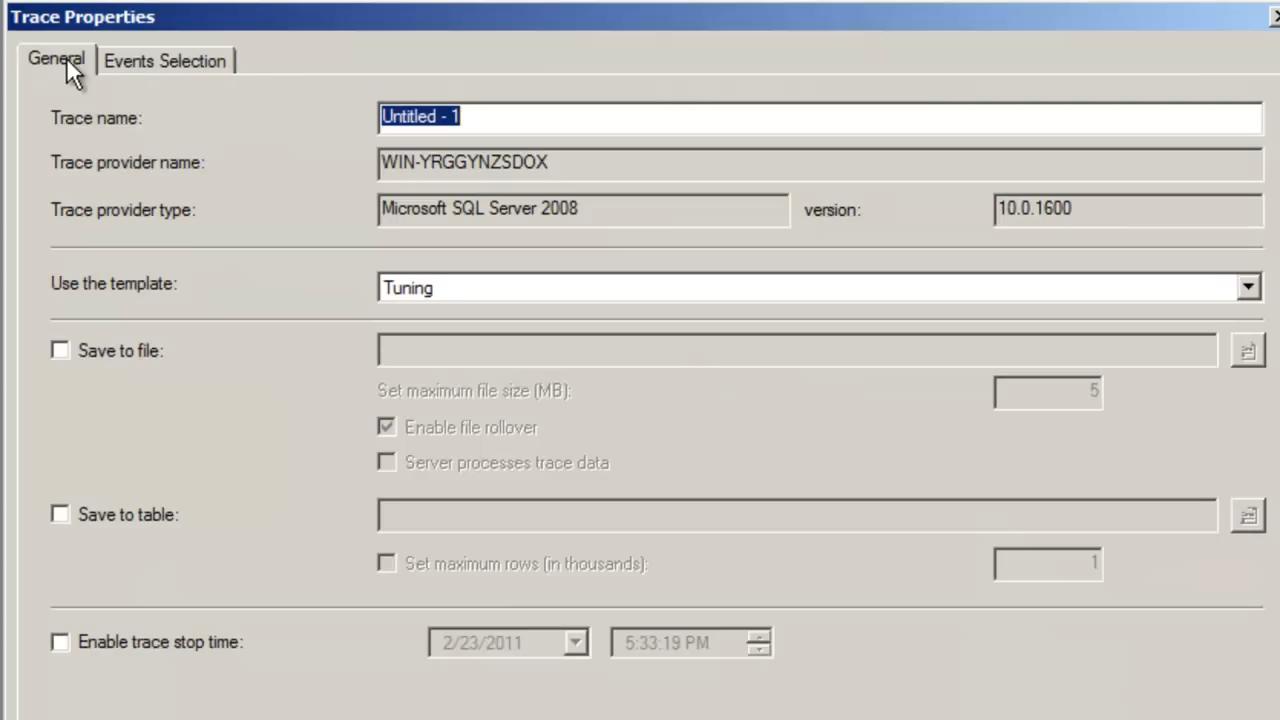 Trace Properties
General Events Selection
Trace name: Untitled - 1
Trace provider name: WIN-YRGGYNZSDOX
Trace provider type: Microsoft SQL Server 2008 version: 10.0.1600
Use the template: Tuning
Save to file:
Set maximum file size (MB): 5
Enable file rollover
Server processes trace data
Save to table:
Set maximum rows (in thousands): 1
Enable trace stop time: 2/23/2011 5:33:19 PM